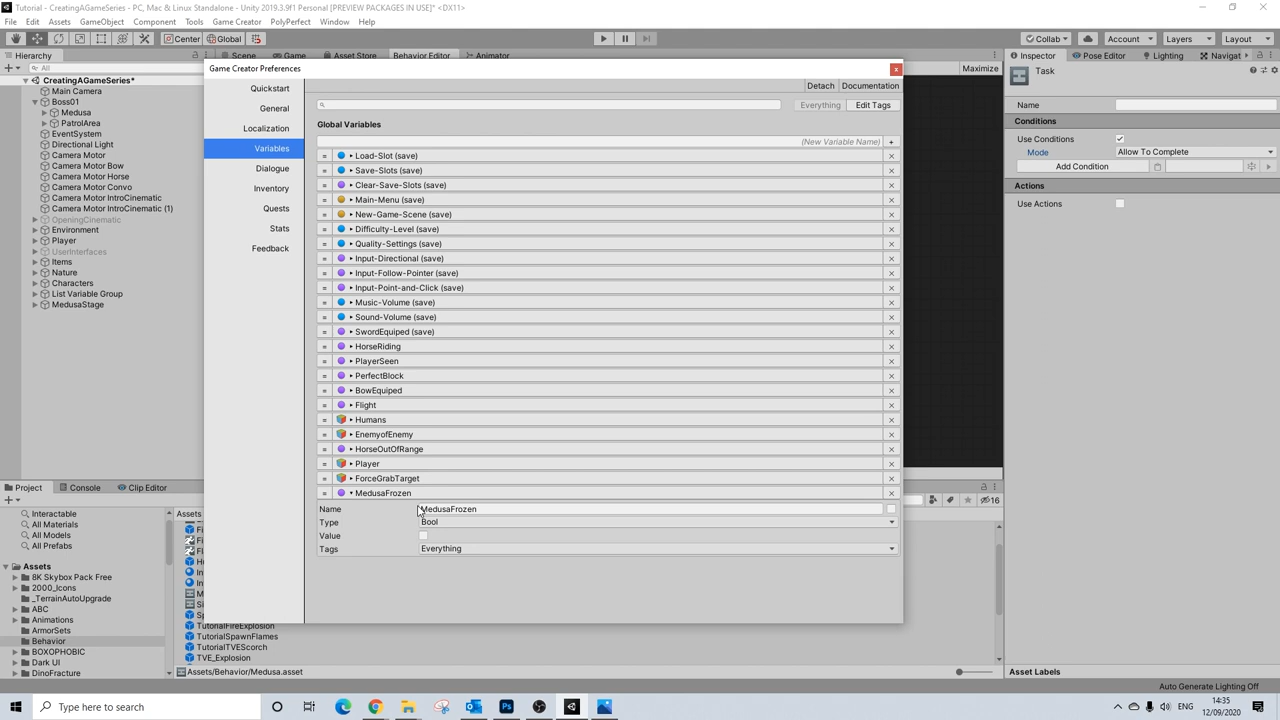 Tutorial - CreatingAGameSeries - PC, Mac & Linux Standalone - Unity 2019.3.9f1 Personal [PREVIEW PACKAGES IN USE]* <DX11>
File Edit Assets GameObject Component Tools Game Creator PolyPerfect Window Help
Center Global Collab Account Layers Layout
Hierarchy Scene Game Asset Store Behavior Editor Animator Inspector Pose Editor Navigat
All
Maximize
CreatingAGameSeries*
Main Camera
Boss01
Medusa
PatrolArea
EventSystem
Directional Light
Camera Motor
Camera Motor Bow
Camera Motor Horse
Camera Motor Convo
Camera Motor IntroCinematic
Camera Motor IntroCinematic (1)
OpeningCinematic
Environment
Player
UserInterfaces
Items
Nature
Characters
List Variable Group
MedusaStage
Game Creator Preferences
Quickstart
General
Localization
Variables
Dialogue
Inventory
Quests
Stats
Feedback
Detach Documentation
Everything Edit Tags
Global Variables
(New Variable Name) +
Load-Slot (save)
Save-Slots (save)
Clear-Save-Slots (save)
Main-Menu (save)
New-Game-Scene (save)
Difficulty-Level (save)
Quality-Settings (save)
Input-Directional (save)
Input-Follow-Pointer (save)
Input-Point-and-Click (save)
Music-Volume (save)
Sound-Volume (save)
SwordEquiped (save)
HorseRiding
PlayerSeen
PerfectBlock
BowEquiped
Flight
Humans
EnemyofEnemy
HorseOutOfRange
Player
ForceGrabTarget
MedusaFrozen
Name MedusaFrozen
Type Bool
Value
Tags Everything
Task
Name
Conditions
Use Conditions
Mode Allow To Complete
Add Condition
Actions
Use Actions
Project Console Clip Editor
16
Interactable
All Materials
All Models
All Prefabs
Assets
8K Skybox Pack Free
2000_Icons
_TerrainAutoUpgrade
ABC
Animations
ArmorSets
Behavior
BOXOPHOBIC
Dark UI
DinoFracture
Assets
TutorialFireExplosion
TutorialSpawnFlames
TutorialTVEScorch
TVE_Explosion
Assets/Behavior/Medusa.asset
Asset Labels
Auto Generate Lighting Off
Type here to search
14:35
12/09/2020